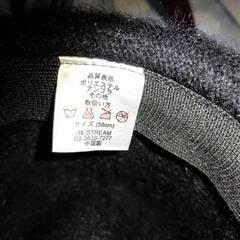 品質表示
ポリエステル
アンゴラ
その他
取扱い方
サイズ (58cm)
03-3833-7277
中国製